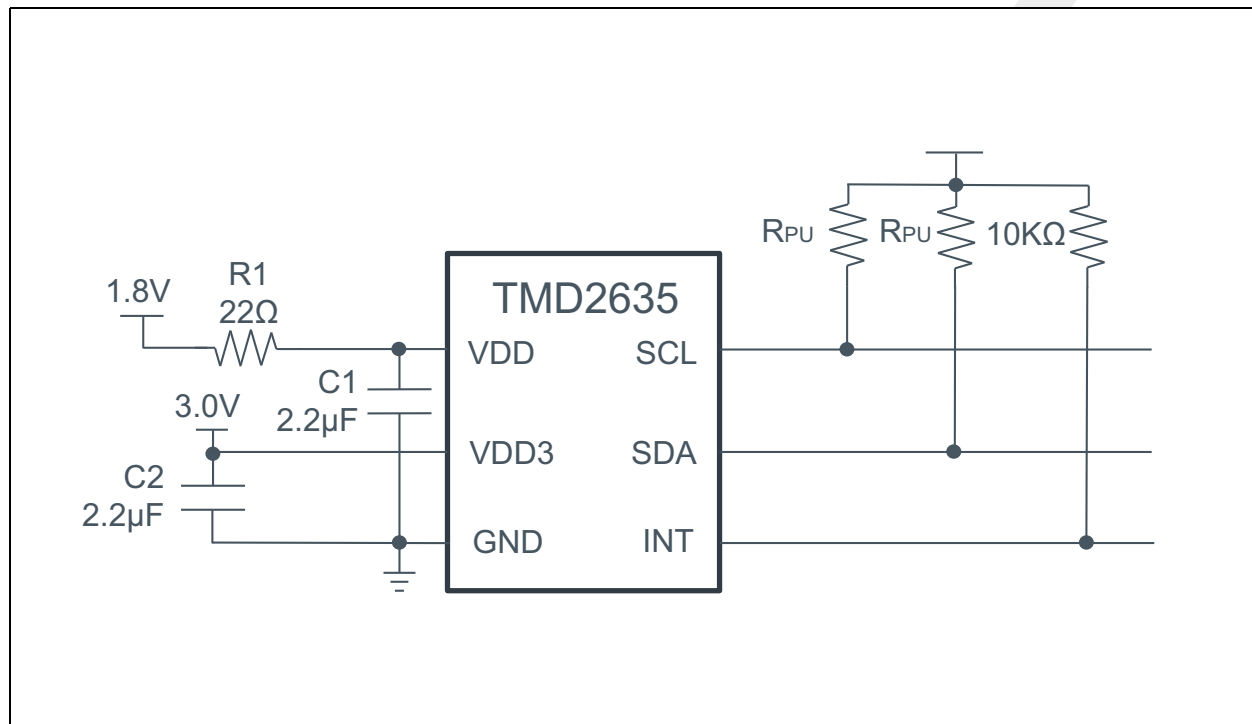 RPU
RPU
10KΩ
R1
22Ω
1.8V
TMD2635
VDD
SCL
C1
2.2µF
3.0V
VDD3
SDA
C2
2.2µF
GND
INT